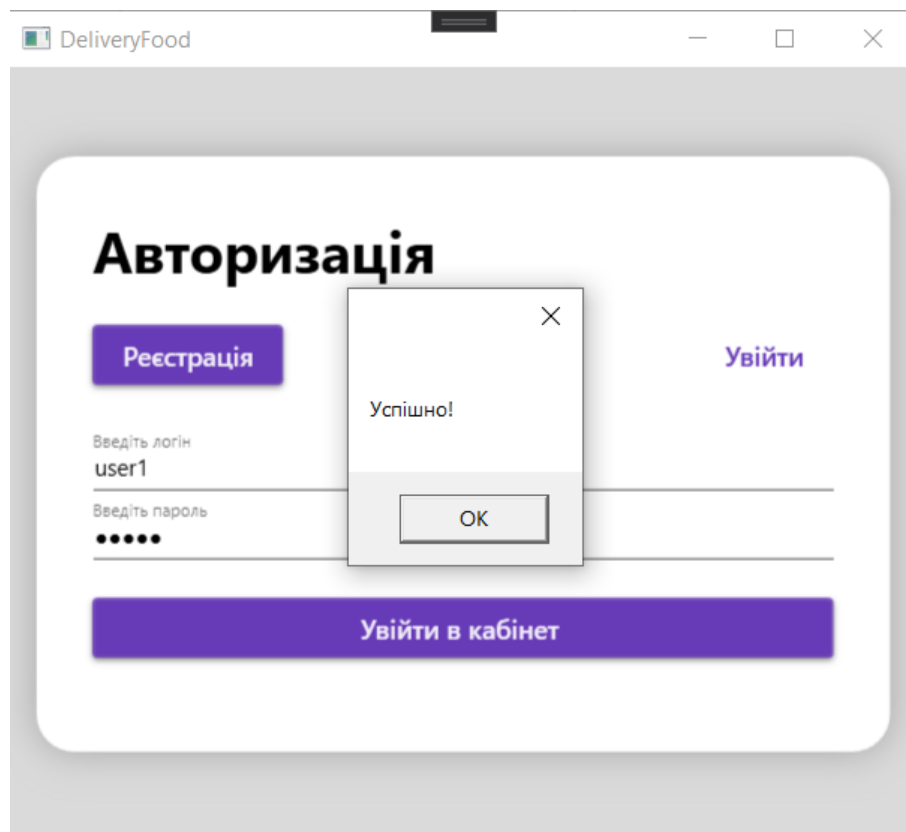 DeliveryFood
Авторизація
Реєстрація
Увійти
Успішно!
OK
Введіть логін
user1
Введіть пароль
•••••
Увійти в кабінет